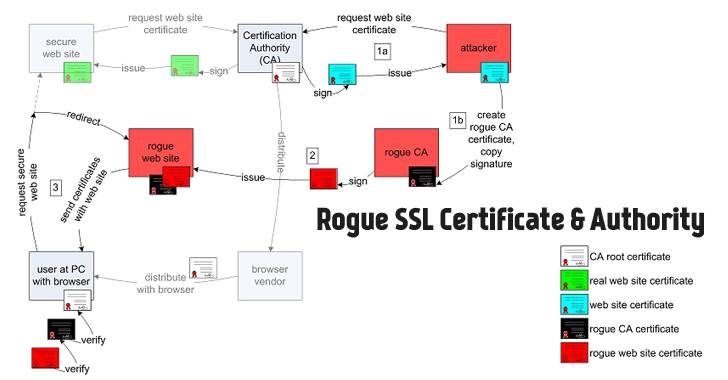 request web site
certificate
request web site
certificate
secure
web site
Certification
Authority
(CA)
attacker
1a
issue
sign
issue
sign
1b
create
rogue CA
certificate,
copy
signature
redirect
rogue
web site
distribute
2
rogue CA
issue
sign
request secure
web site
3
send certificates
with web site
Rogue SSL Certificate & Authority
user at PC
with browser
distribute
with browser
browser
vendor
CA root certificate
real web site certificate
web site certificate
rogue CA certificate
rogue web site certificate
verify
verify